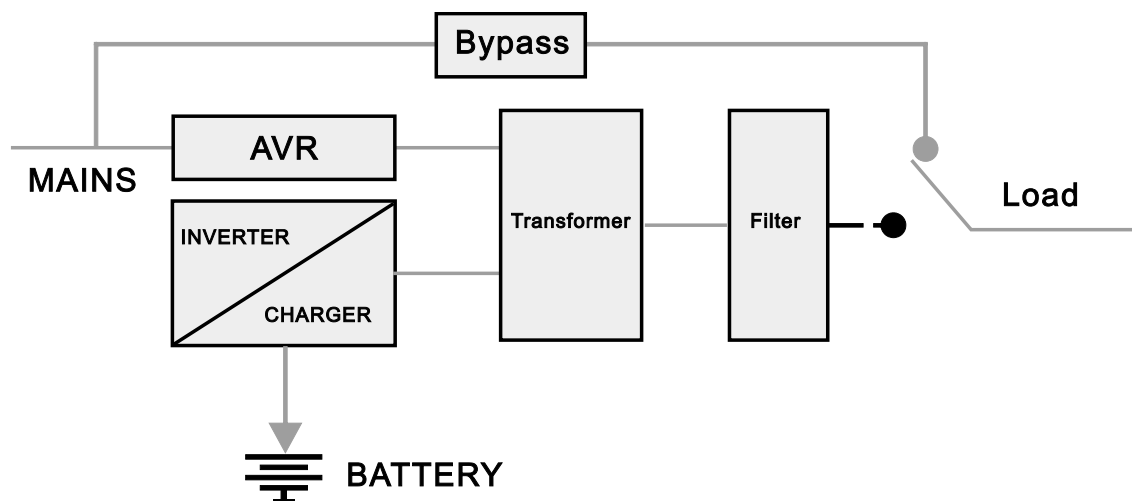 Bypass
AVR
MAINS
Load
Transformer
Filter
INVERTER
CHARGER
BATTERY